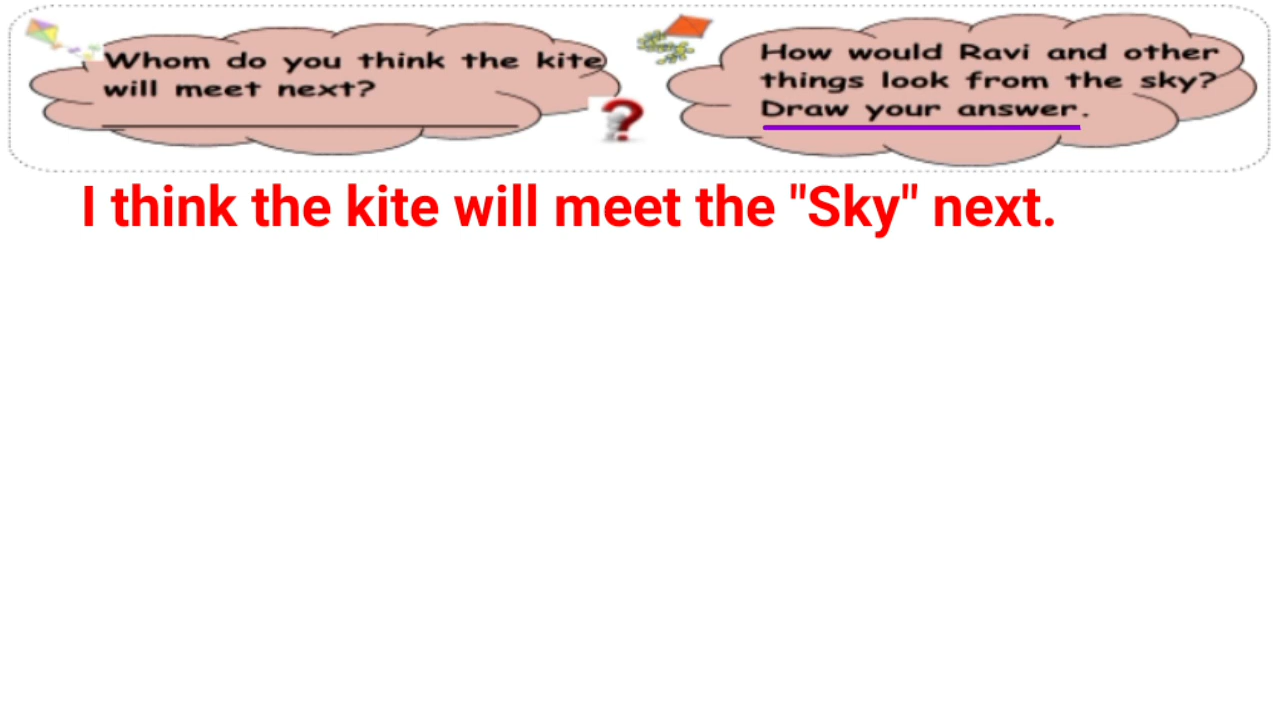 Whom do you think the kite
will meet next?
How would Ravi and other
things look from the sky?
Draw your answer.
?
I think the kite will meet the "Sky" next.